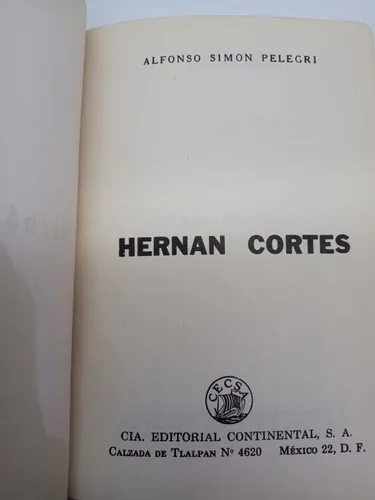 ALFONSO SIMON PELEGRI
HERNAN CORTES
CECSA
CIA. EDITORIAL CONTINENTAL, S. A.
CALZADA DE TLALPAN Nº 4620 MÉXICO 22, D. F.